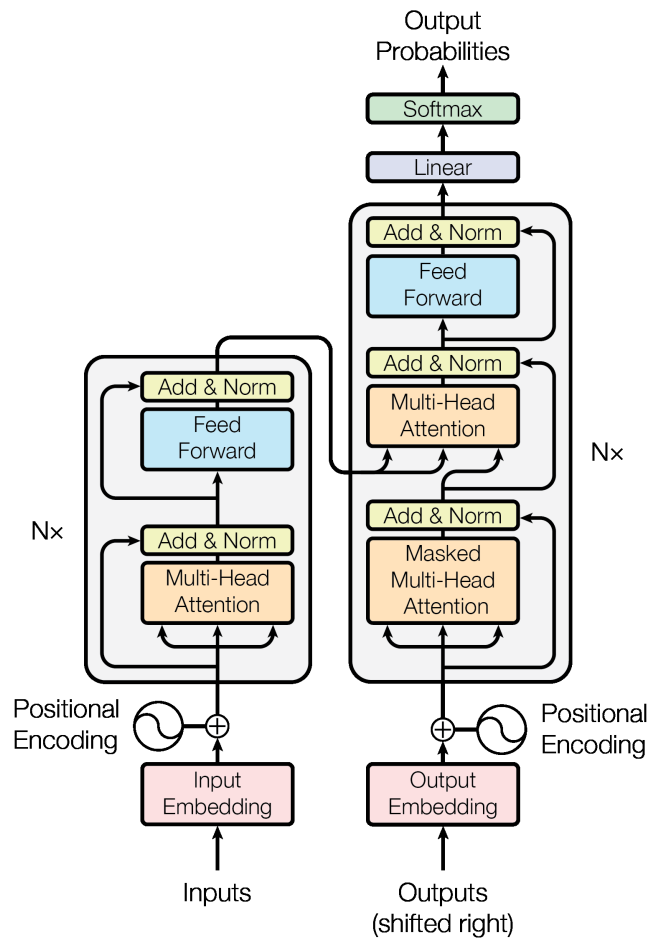 Output
Probabilities
Softmax
Linear
Add & Norm
Feed
Forward
Add & Norm
Multi-Head
Attention
Add & Norm
Masked
Multi-Head
Attention
Nx
Positional
Encoding
Output
Embedding
Outputs
(shifted right)
Add & Norm
Feed
Forward
Add & Norm
Multi-Head
Attention
N×
Positional
Encoding
Input
Embedding
Inputs